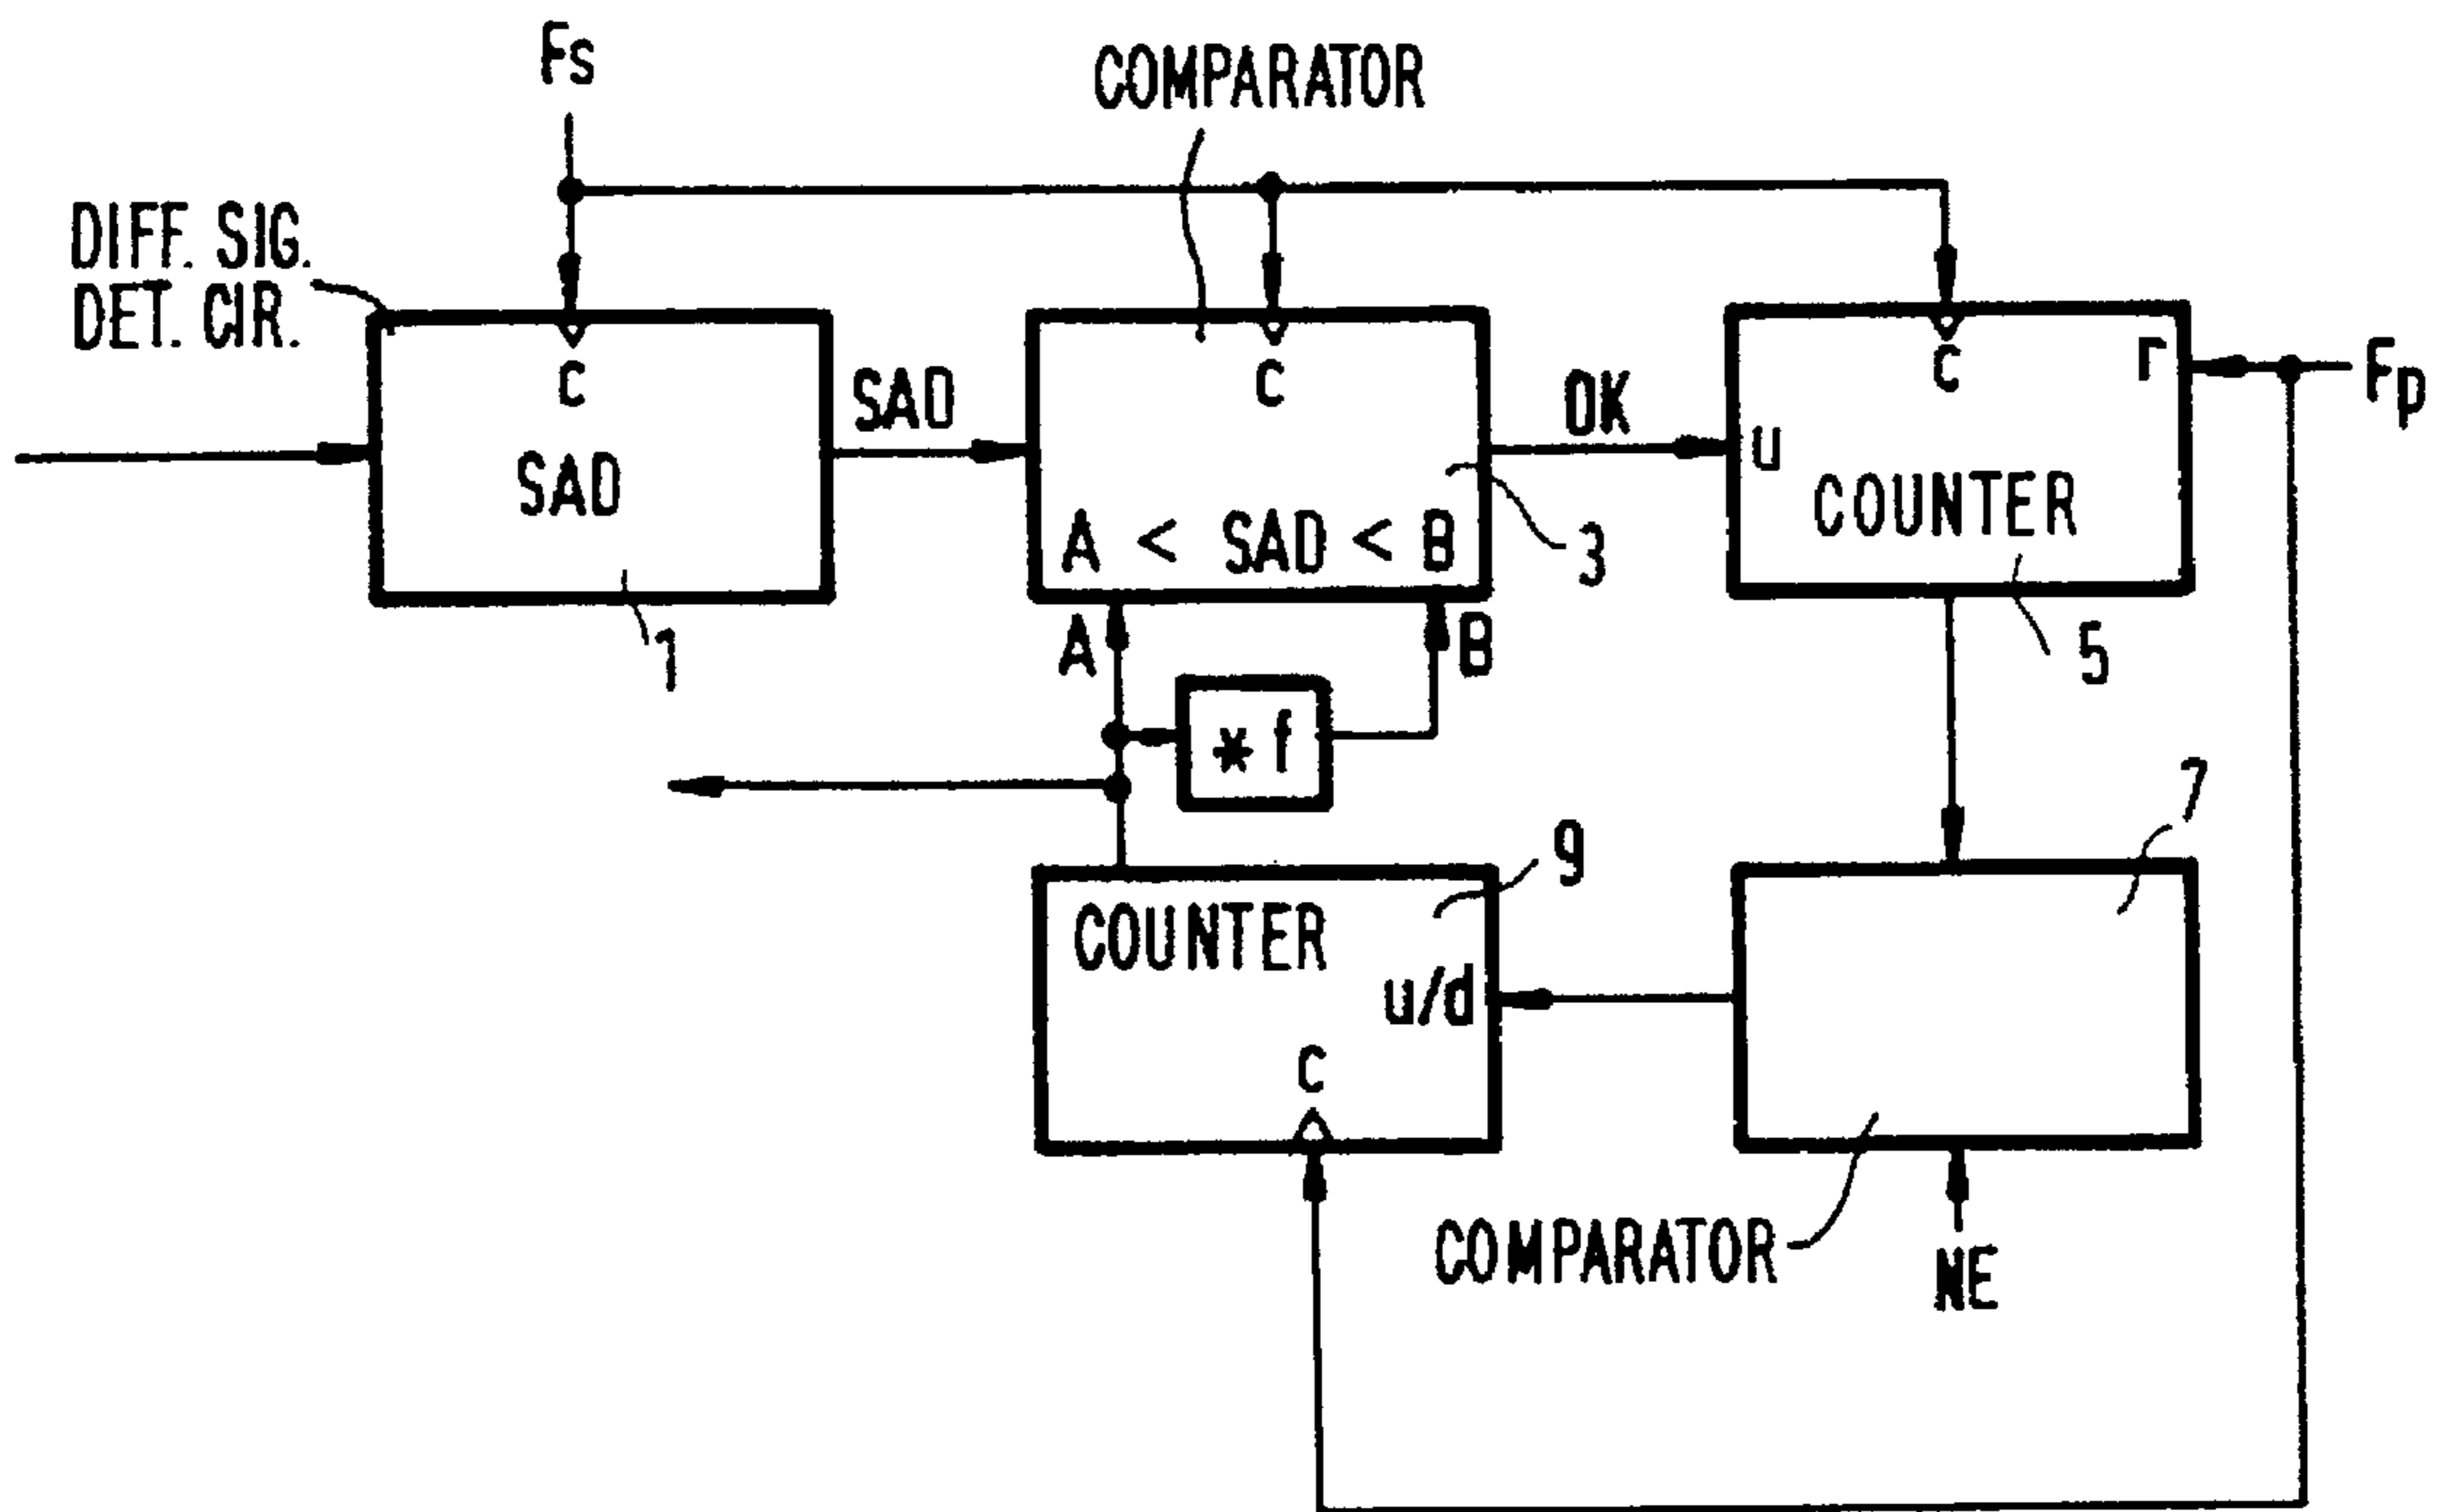 Fs
COMPARATOR
DIFF. SIG.
DET. CIR.
C
C
C
r
Fp
SAD
OK
SAD
u
COUNTER
A < SAD < B
3
A
B
1
5
* f
7
9
COUNTER
u/d
C
COMPARATOR
NE